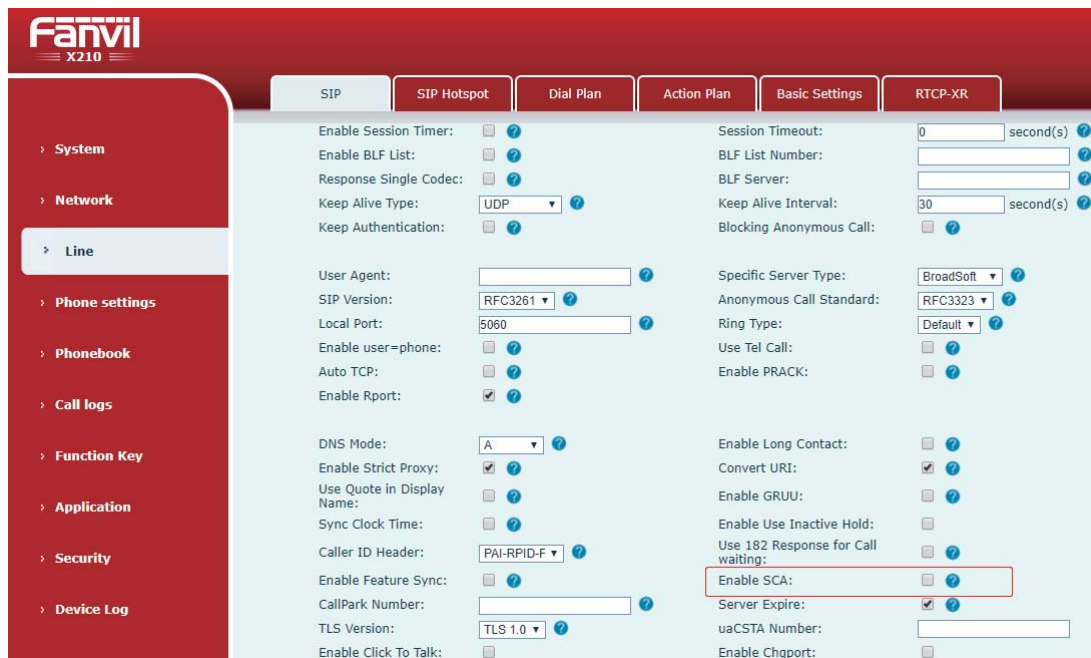 Fanvil
X210
SIP SIP Hotspot Dial Plan Action Plan Basic Settings RTCP-XR
› System
› Network
› Line
› Phone settings
› Phonebook
› Call logs
› Function Key
› Application
› Security
› Device Log
Enable Session Timer: ? Session Timeout: 0 second(s) ?
Enable BLF List: ? BLF List Number: ?
Response Single Codec: ? BLF Server: ?
Keep Alive Type: UDP ? Keep Alive Interval: 30 second(s) ?
Keep Authentication: ? Blocking Anonymous Call: ?
User Agent: ? Specific Server Type: BroadSoft ?
SIP Version: RFC3261 ? Anonymous Call Standard: RFC3323 ?
Local Port: 5060 ? Ring Type: Default ?
Enable user=phone: ? Use Tel Call: ?
Auto TCP: ? Enable PRACK: ?
Enable Rport: ?
DNS Mode: A ? Enable Long Contact: ?
Enable Strict Proxy: ? Convert URI: ?
Use Quote in Display
Name: ? Enable GRUU: ?
Sync Clock Time: ? Enable Use Inactive Hold:
Caller ID Header: PAI-RPID-F ? Use 182 Response for Call
waiting: ?
Enable Feature Sync: ? Enable SCA: ?
CallPark Number: ? Server Expire: ?
TLS Version: TLS 1.0 ? uaCSTA Number:
Enable Click To Talk: Enable Chgport: